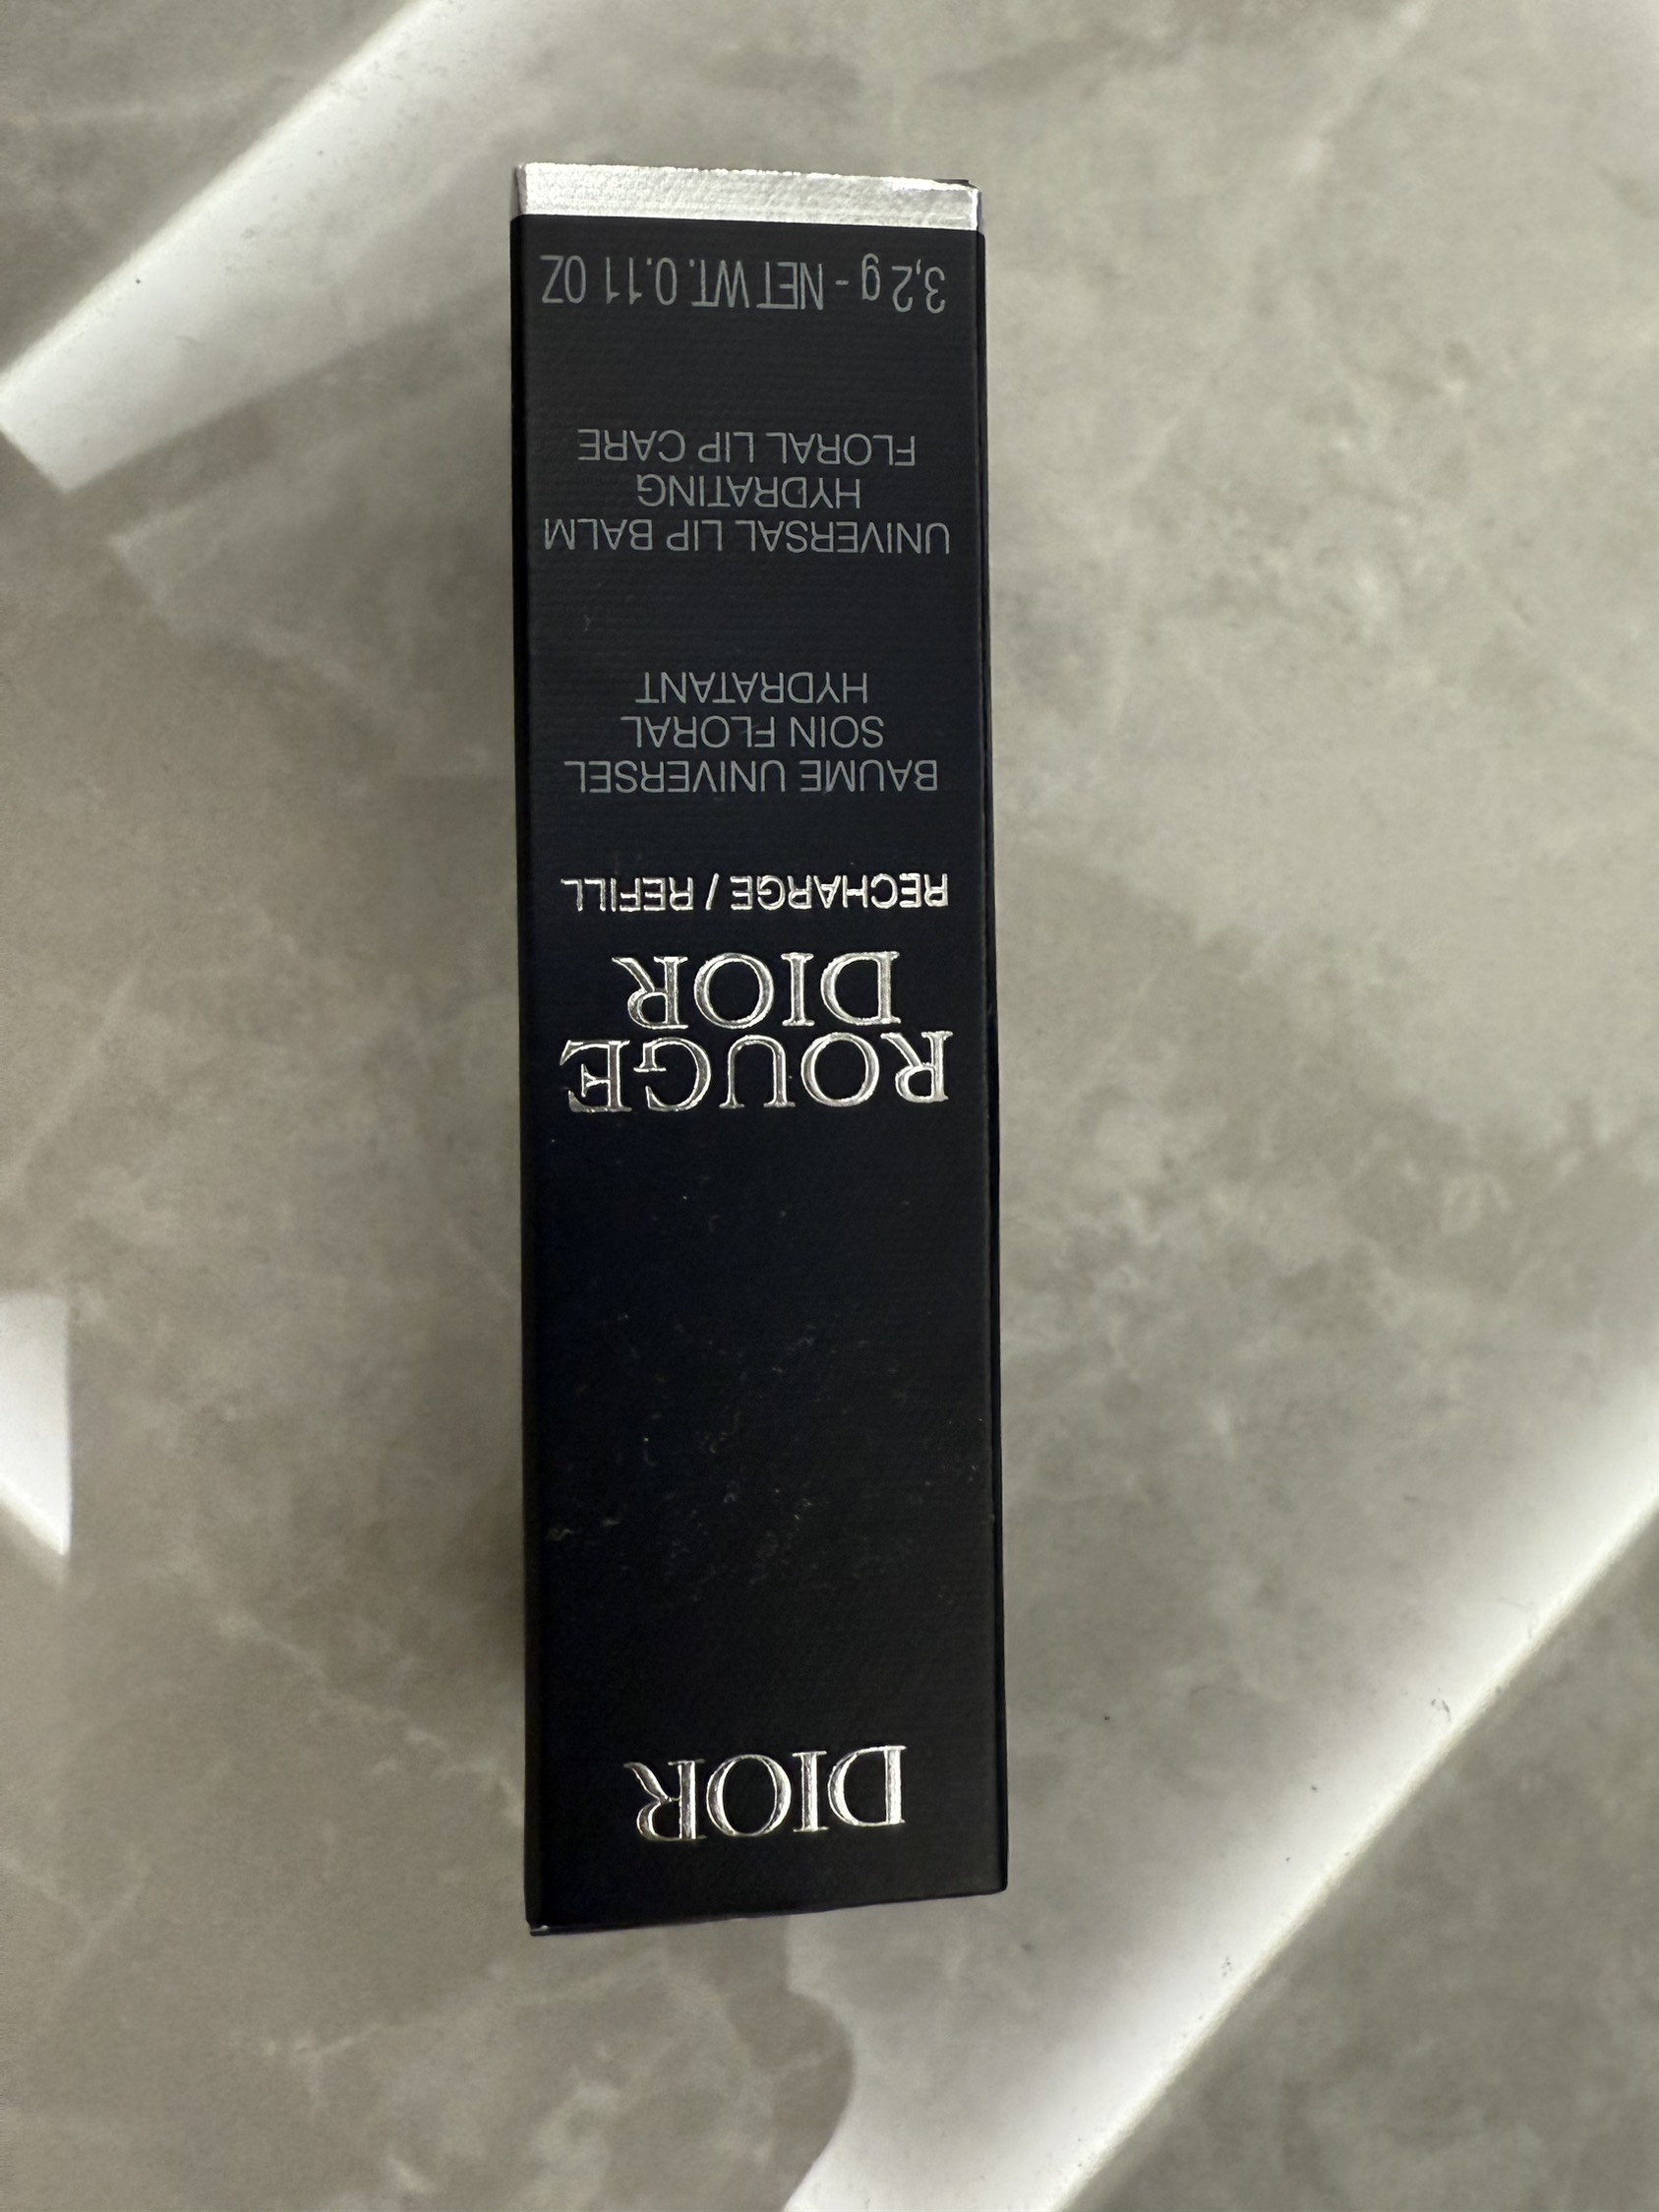 DIOR
ROUGE
DIOR
RECHARGE / REFILL
BAUME UNIVERSEL
SOIN FLORAL
HYDRATANT
UNIVERSAL LIP BALM
HYDRATING
FLORAL LIP CARE
3,2 g - NET WT. 0.11 OZ